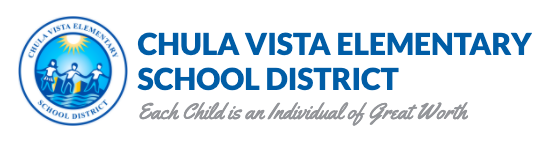 CHULA VISTA ELEMENTARY
SCHOOL DISTRICT
CHULA VISTA ELEMENTARY
SCHOOL DISTRICT
Each Child is an Individual of Great Worth